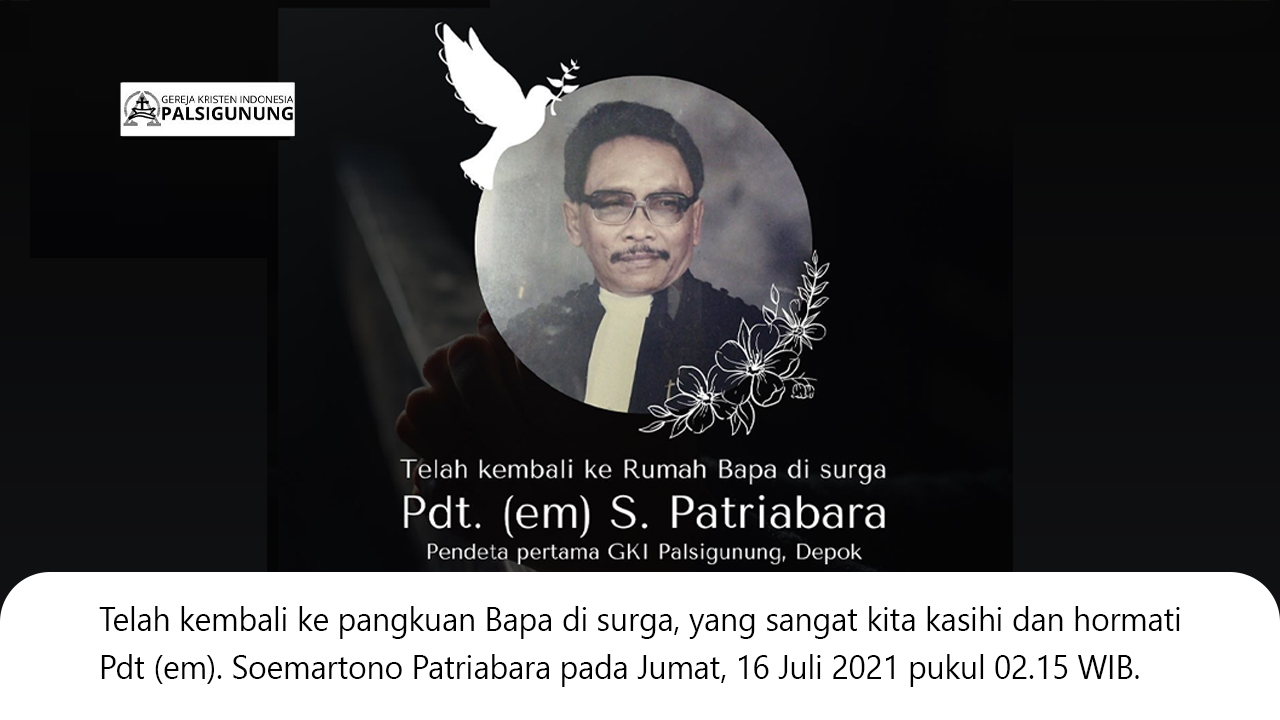 GEREJA KRISTEN INDONESIA
PALSIGUNUNG
Telah kembali ke Rumah Bapa di surga
Pdt. (em) S. Patriabara
Pendeta pertama GKI Palsigunung, Depok
Telah kembali ke pangkuan Bapa di surga, yang sangat kita kasihi dan hormati
Pdt (em). Soemartono Patriabara pada Jumat, 16 Juli 2021 pukul 02.15 WIB.